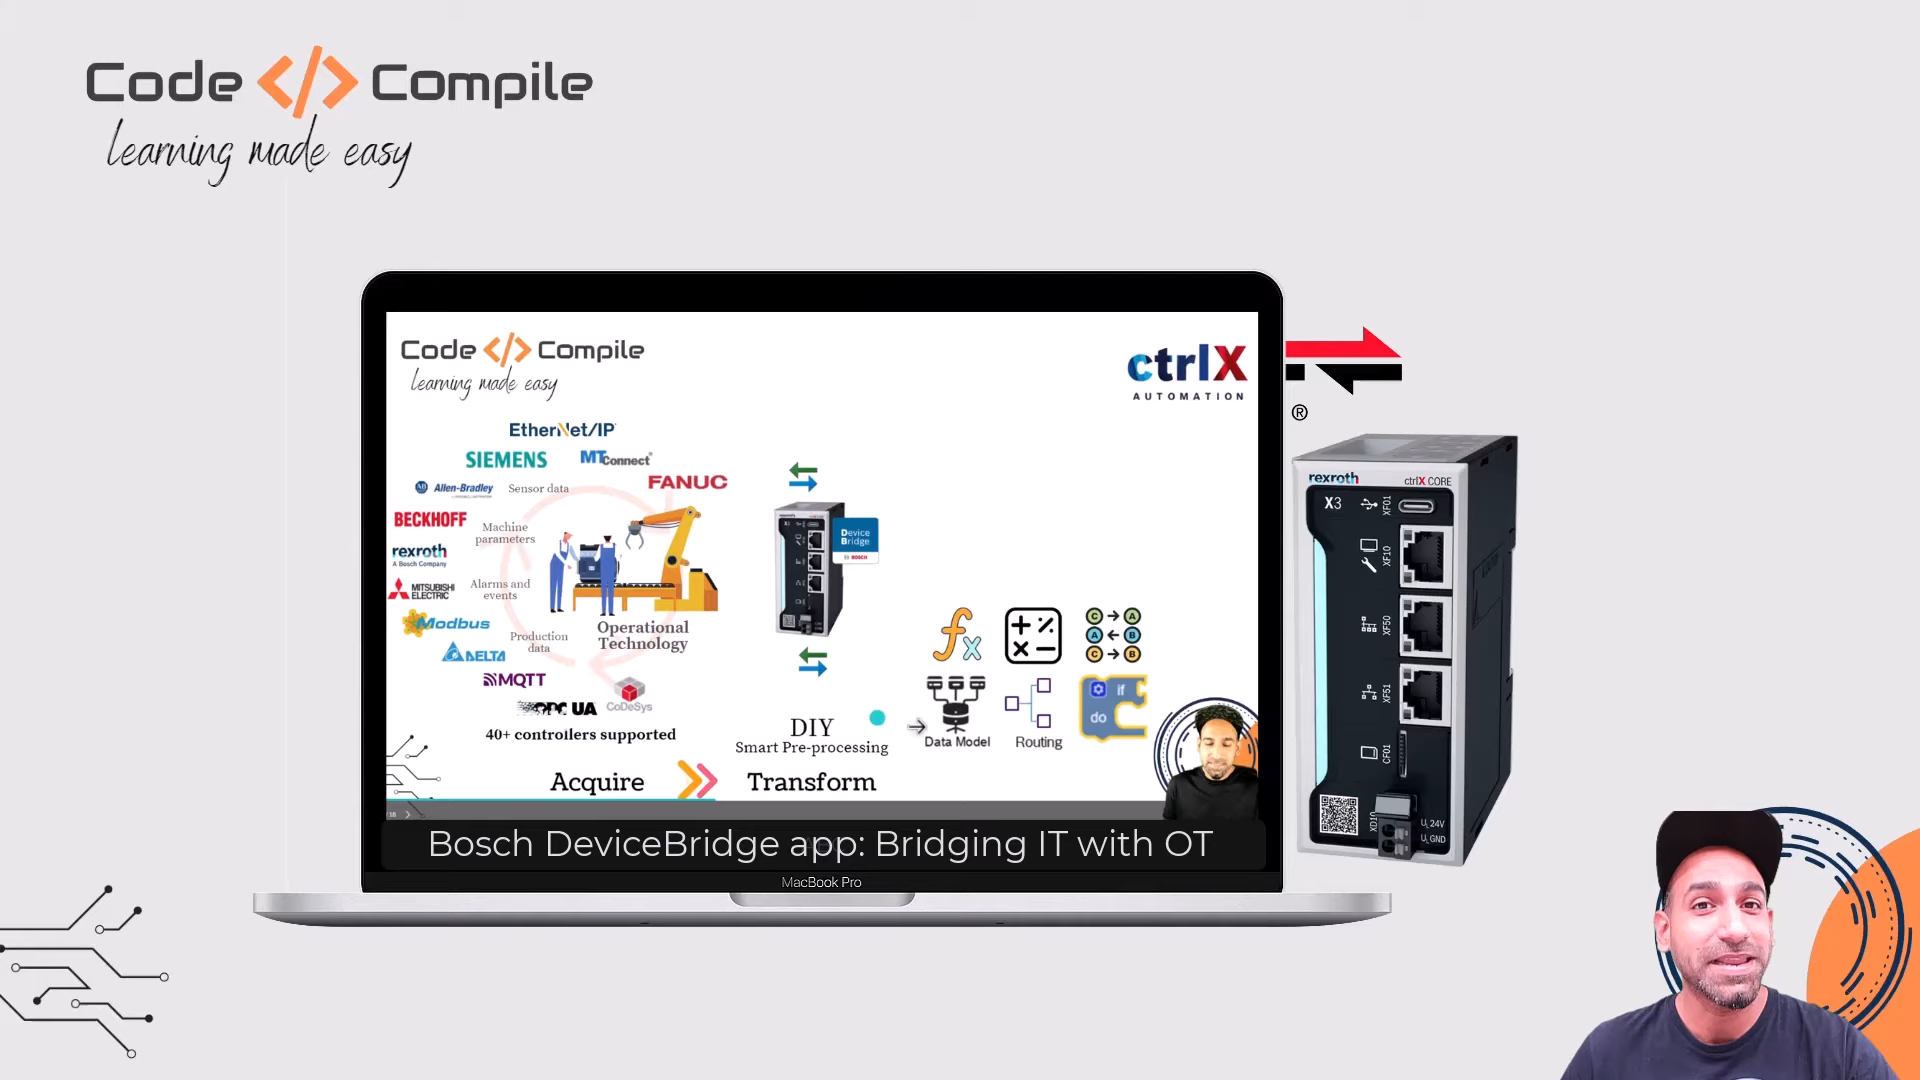 Code </> Compile
learning made easy
Code </> Compile
learning made easy
ctrlX
AUTOMATION
®
EtherNet/IP
SIEMENS
MTConnect
FANUC
Allen-Bradley
Sensor data
BECKHOFF
Machine
parameters
rexroth
A Bosch Company
MITSUBISHI
ELECTRIC
Alarms and
events
Modbus
Production
data
DELTA
MQTT
OPC UA
CoDeSys
Operational
Technology
40+ controllers supported
Acquire
Device
Bridge
BOSCH
DIY
Smart Pre-processing
Transform
fx
C → A
A ← B
C → B
Data Model
Routing
if
do
Bosch DeviceBridge app: Bridging IT with OT
MacBook Pro
rexroth
ctrlX CORE
X3
XF01
XF10
XF50
XF51
CF01
XD10
UL 24V
UL GND